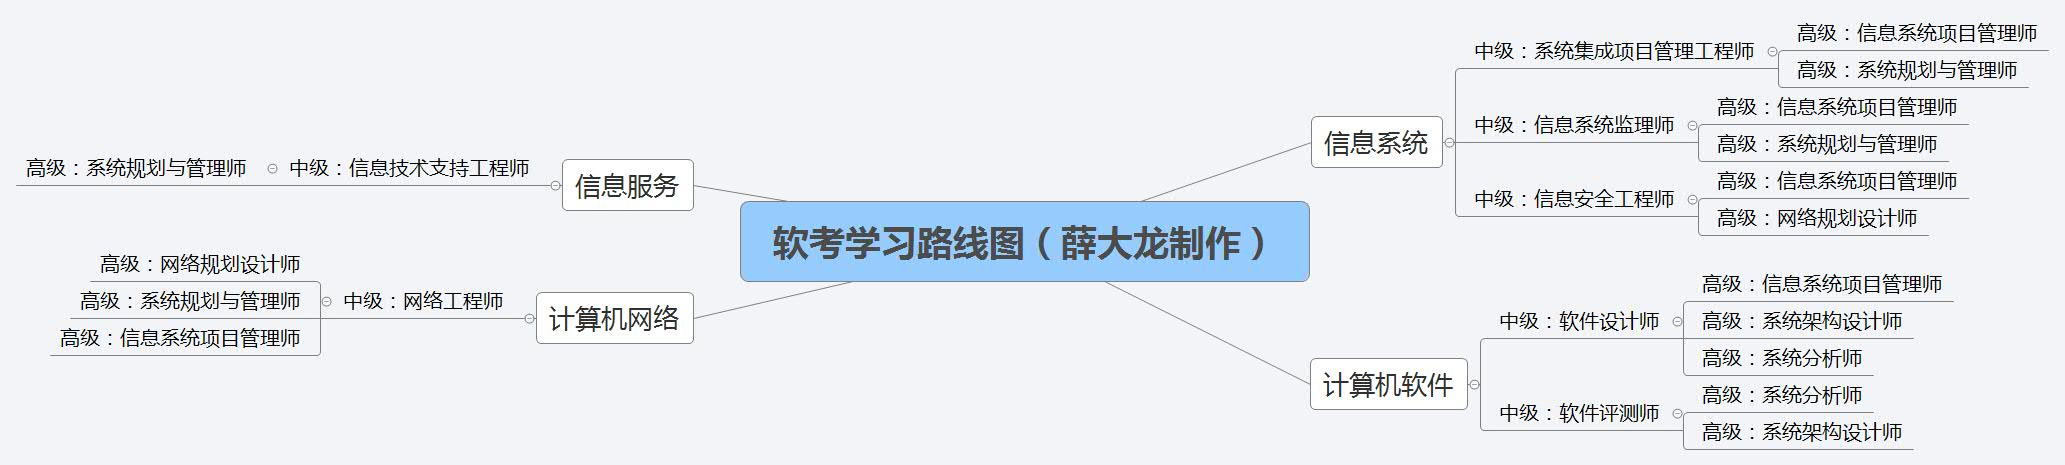 软考学习路线图（薛大龙制作）
信息系统
中级：系统集成项目管理工程师
高级：信息系统项目管理师
高级：系统规划与管理师
中级：信息系统监理师
高级：信息系统项目管理师
高级：系统规划与管理师
中级：信息安全工程师
高级：信息系统项目管理师
高级：网络规划设计师
计算机软件
中级：软件设计师
高级：信息系统项目管理师
高级：系统架构设计师
高级：系统分析师
中级：软件评测师
高级：系统分析师
高级：系统架构设计师
信息服务
中级：信息技术支持工程师
高级：系统规划与管理师
计算机网络
中级：网络工程师
高级：网络规划设计师
高级：系统规划与管理师
高级：信息系统项目管理师